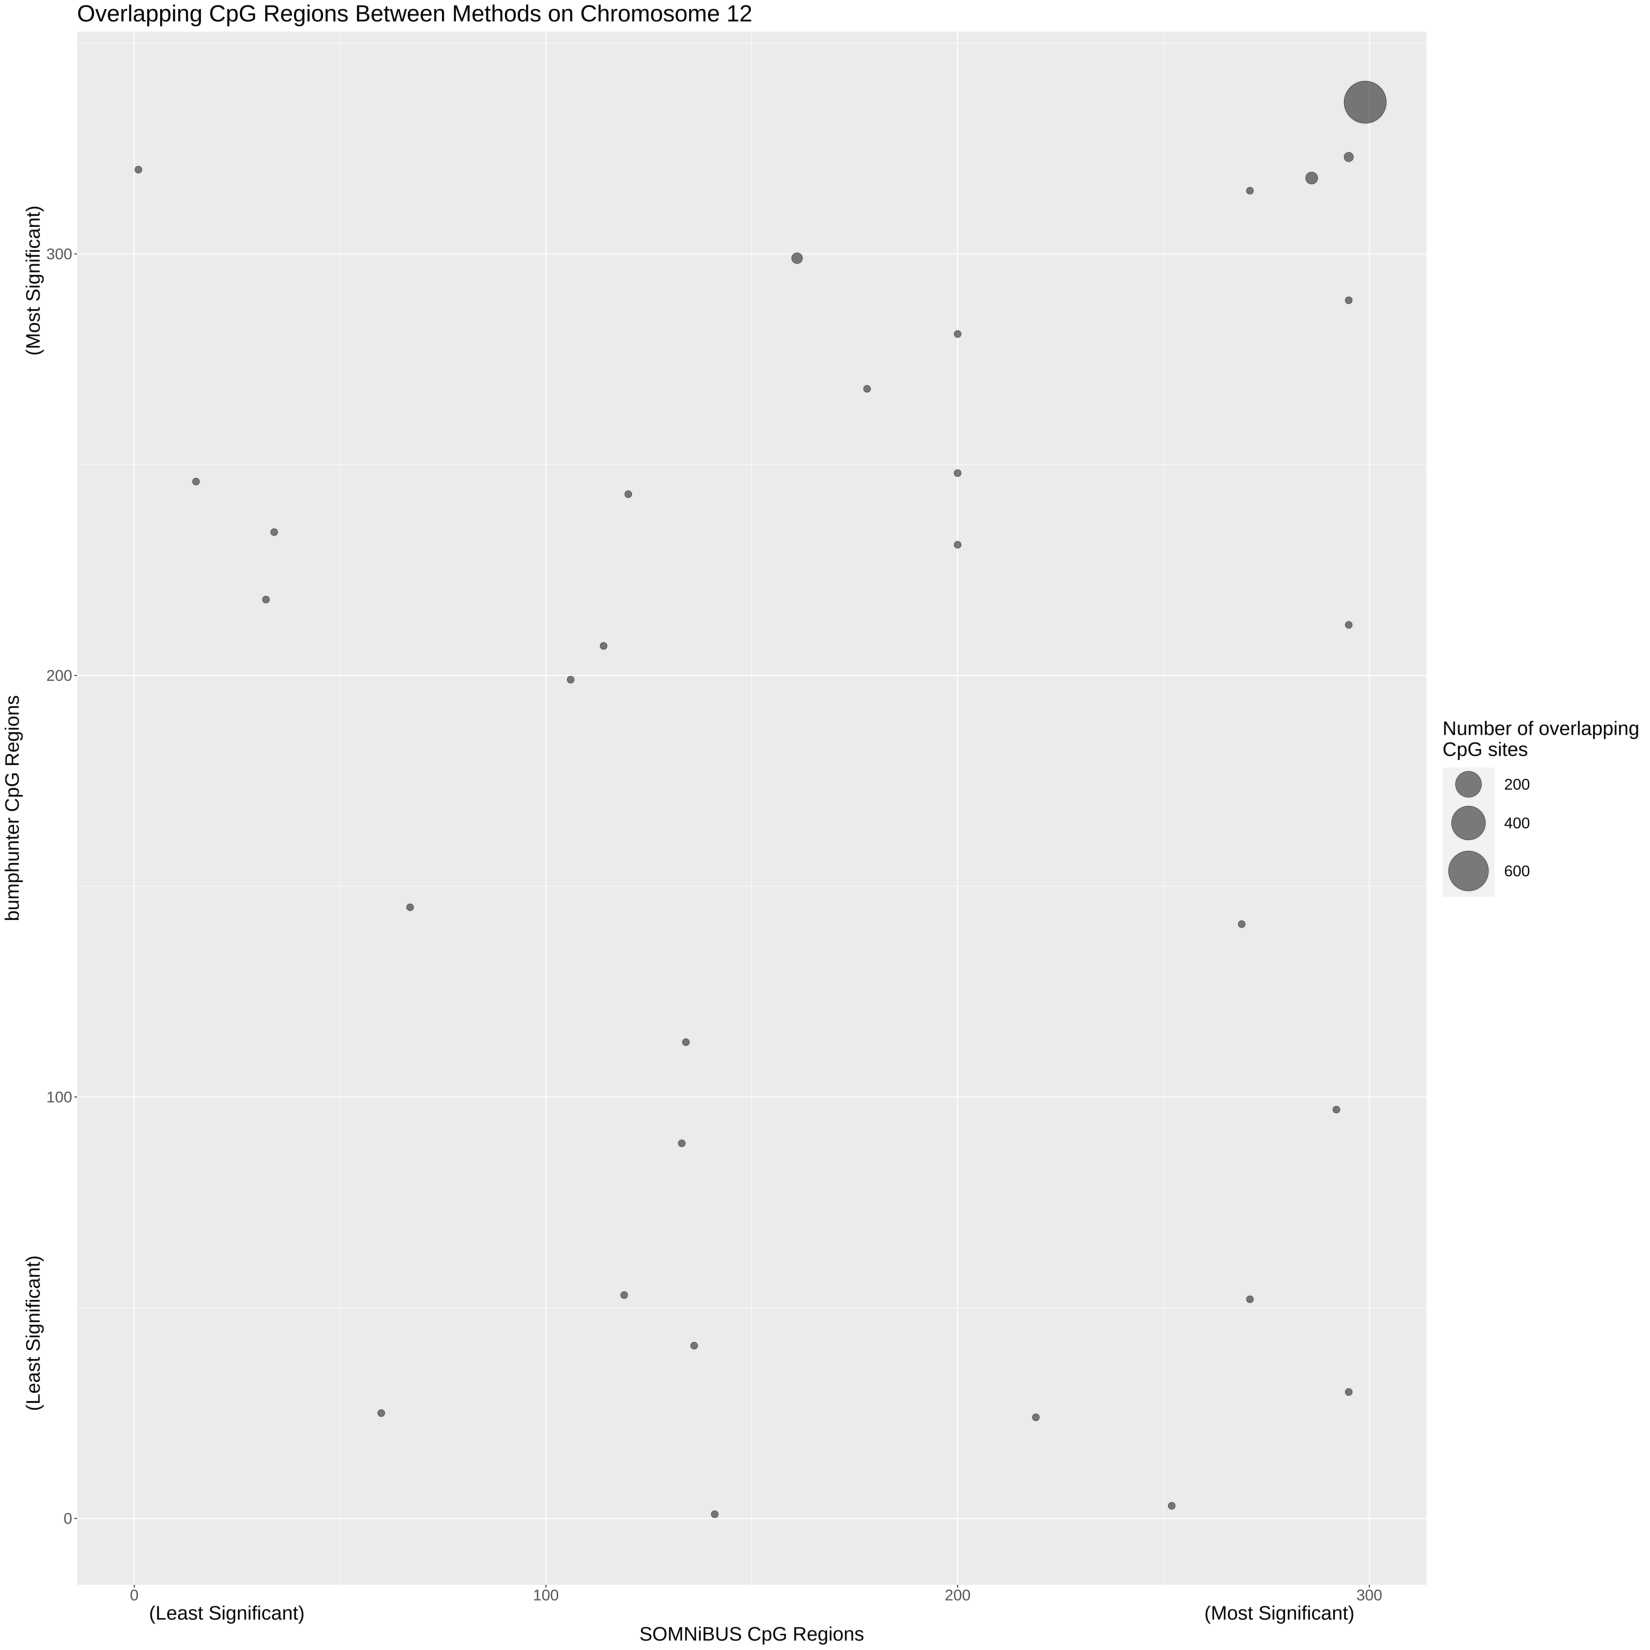 Overlapping CpG Regions Between Methods on Chromosome 12
(Most Significant)
300
200
bumphunter CpG Regions
100
(Least Significant)
0
0
100
200
300
(Least Significant)
(Most Significant)
SOMNiBUS CpG Regions
Number of overlapping
CpG sites
200
400
600